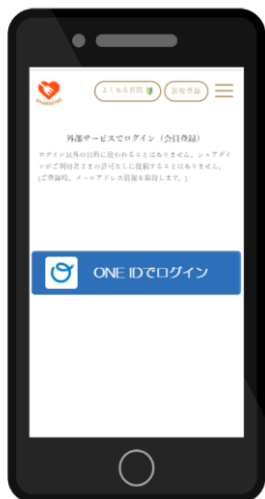 よくある質問
新規登録
SHAREDINE
外部サービスでログイン（会員登録）
ログイン以外の目的に使われることはありません。シェアダイ
ンがご利用者さまの許可なしに投稿することはありません。
(ご登録時、メールアドレス情報を取得します。)
ONE IDでログイン